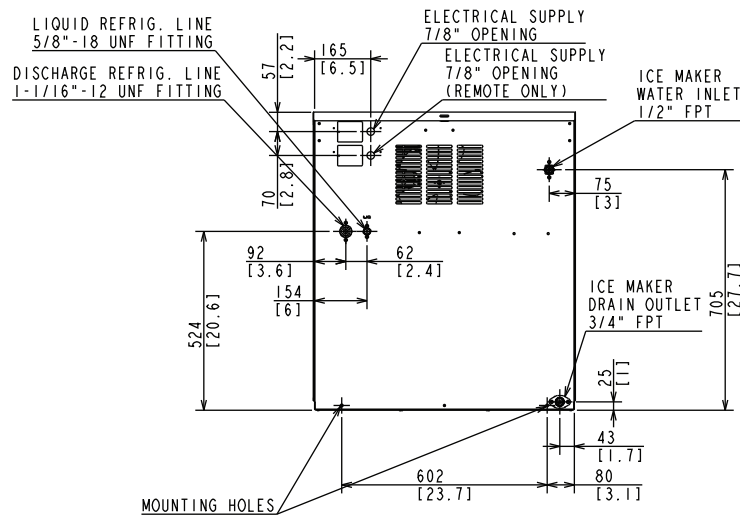 LIQUID REFRIG. LINE
5/8"-18 UNF FITTING
DISCHARGE REFRIG. LINE
1-1/16"-12 UNF FITTING
57
[2.2]
165
[6.5]
ELECTRICAL SUPPLY
7/8" OPENING
ELECTRICAL SUPPLY
7/8" OPENING
(REMOTE ONLY)
ICE MAKER
WATER INLET
1/2" FPT
70
[2.8]
75
[3]
92
[3.6]
62
[2.4]
154
[6]
524
[20.6]
705
[27.7]
ICE MAKER
DRAIN OUTLET
3/4" FPT
25
[1]
43
[1.7]
602
[23.7]
80
[3.1]
MOUNTING HOLES